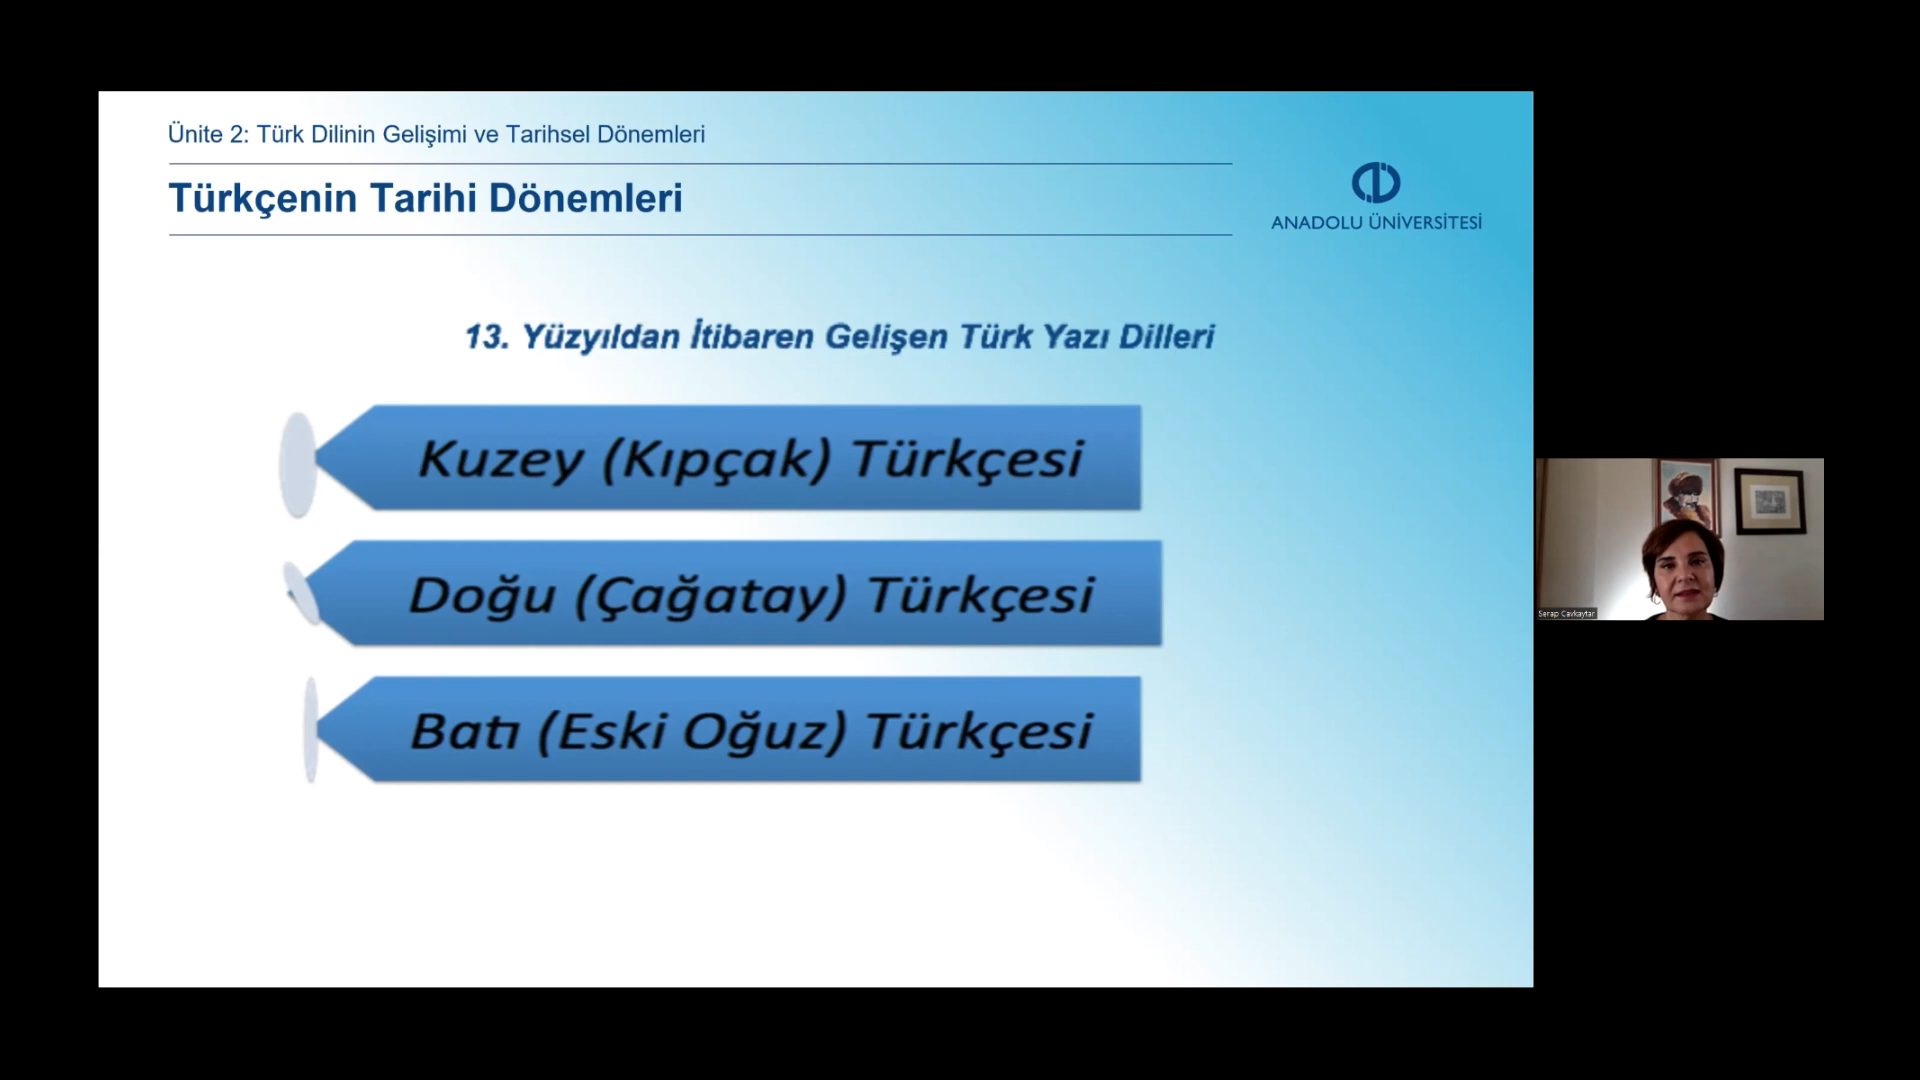 Ünite 2: Türk Dilinin Gelişimi ve Tarihsel Dönemleri
Türkçenin Tarihi Dönemleri
ANADOLU ÜNİVERSİTESİ
13. Yüzyıldan İtibaren Gelişen Türk Yazı Dilleri
Kuzey (Kıpçak) Türkçesi
Doğu (Çağatay) Türkçesi
Batı (Eski Oğuz) Türkçesi
Serap Cavkaytar